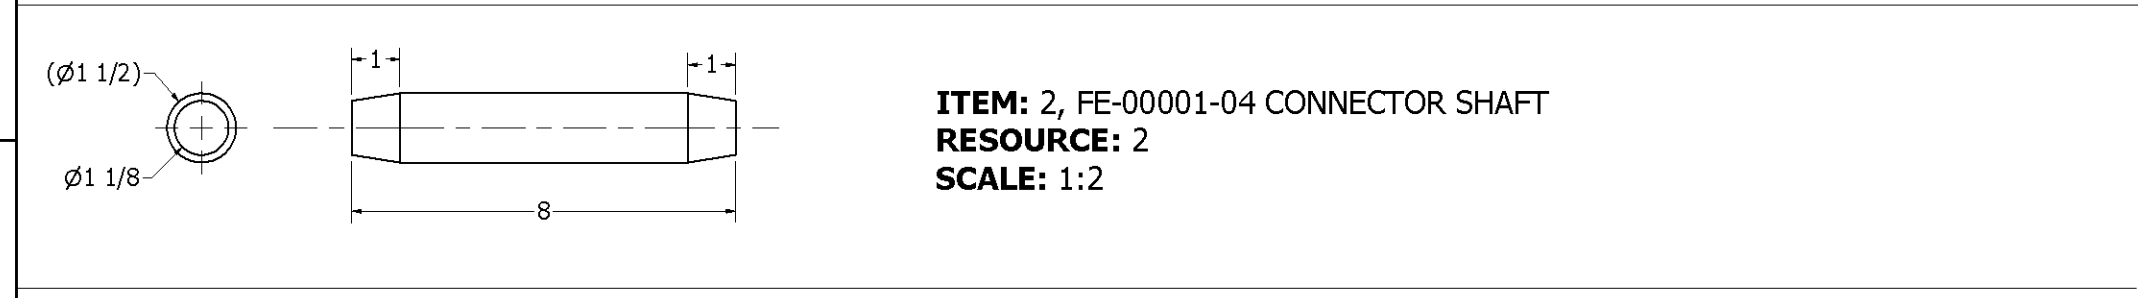 (Ø1 1/2)
1
1
Ø1 1/8
8
ITEM: 2, FE-00001-04 CONNECTOR SHAFT
RESOURCE: 2
SCALE: 1:2